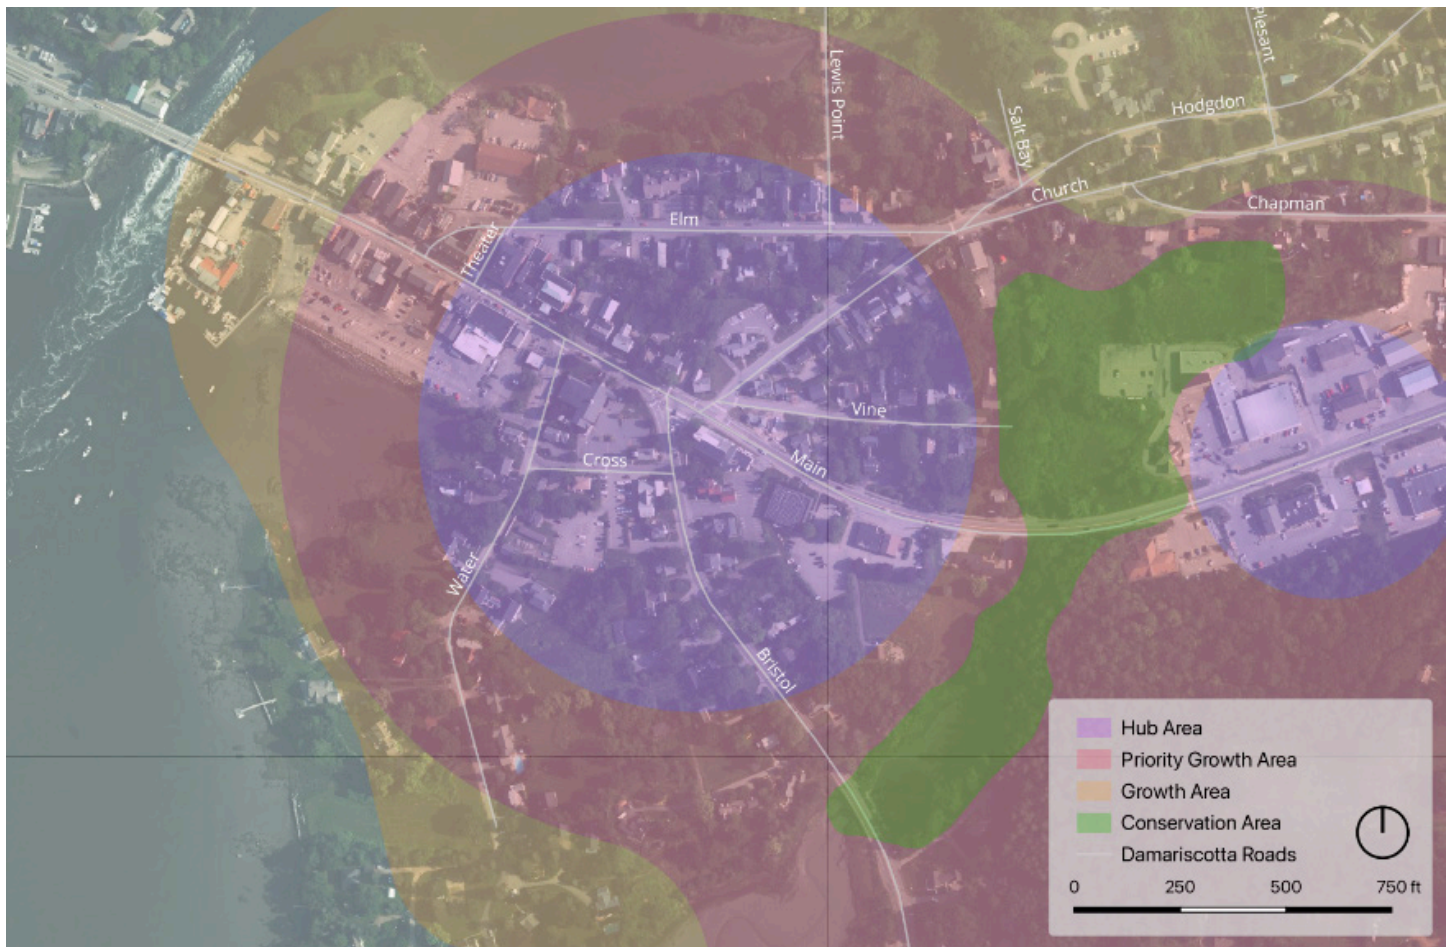 plesant
Lewis Point
Hodgdon
Salt Bay
Church
Chapman
Elm
Theater
Vine
Main
Cross
Water
Bristol
Hub Area
Priority Growth Area
Growth Area
Conservation Area
Damariscotta Roads
0 250 500 750 ft